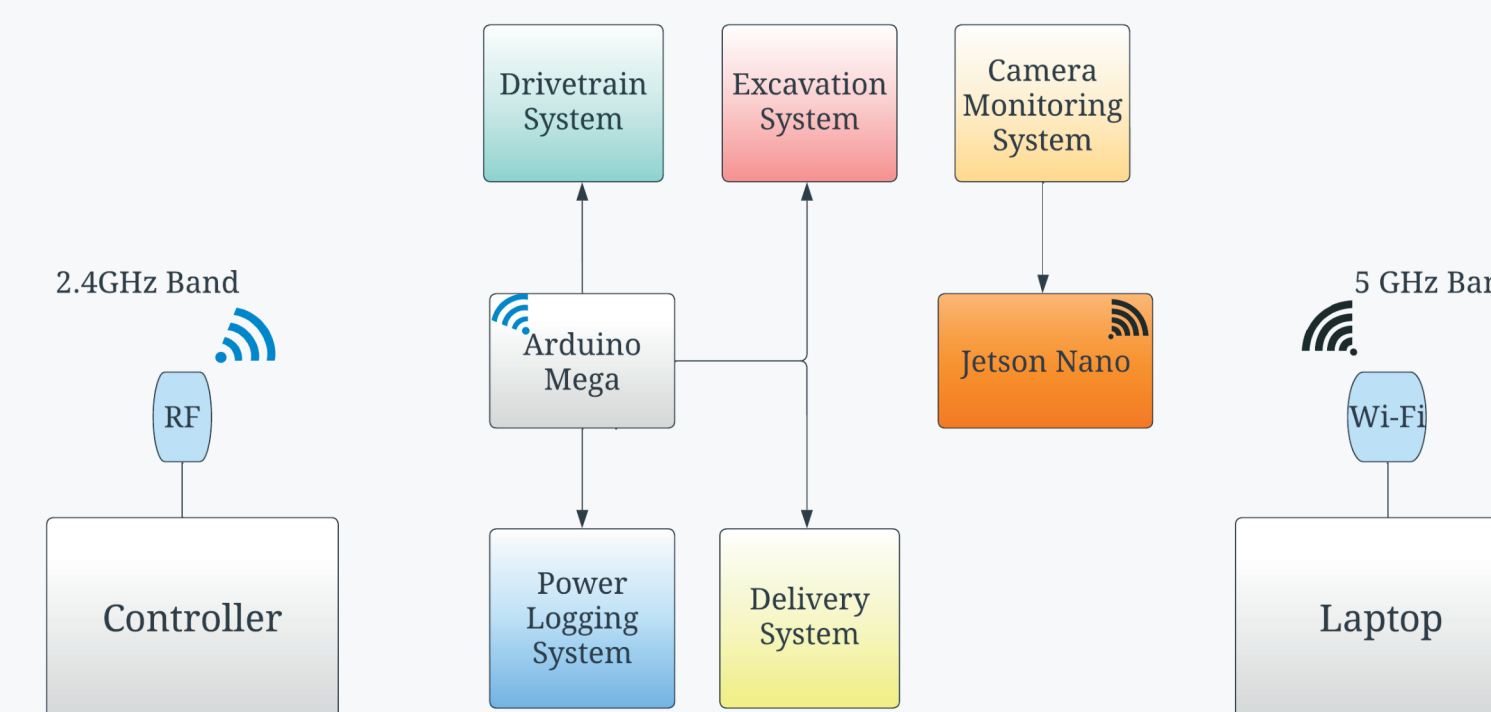 Drivetrain
System
Excavation
System
Camera
Monitoring
System
2.4GHz Band
5 GHz
Arduino
Mega
Jetson Nano
RF
Wi-Fi
Controller
Power
Logging
System
Delivery
System
Laptop